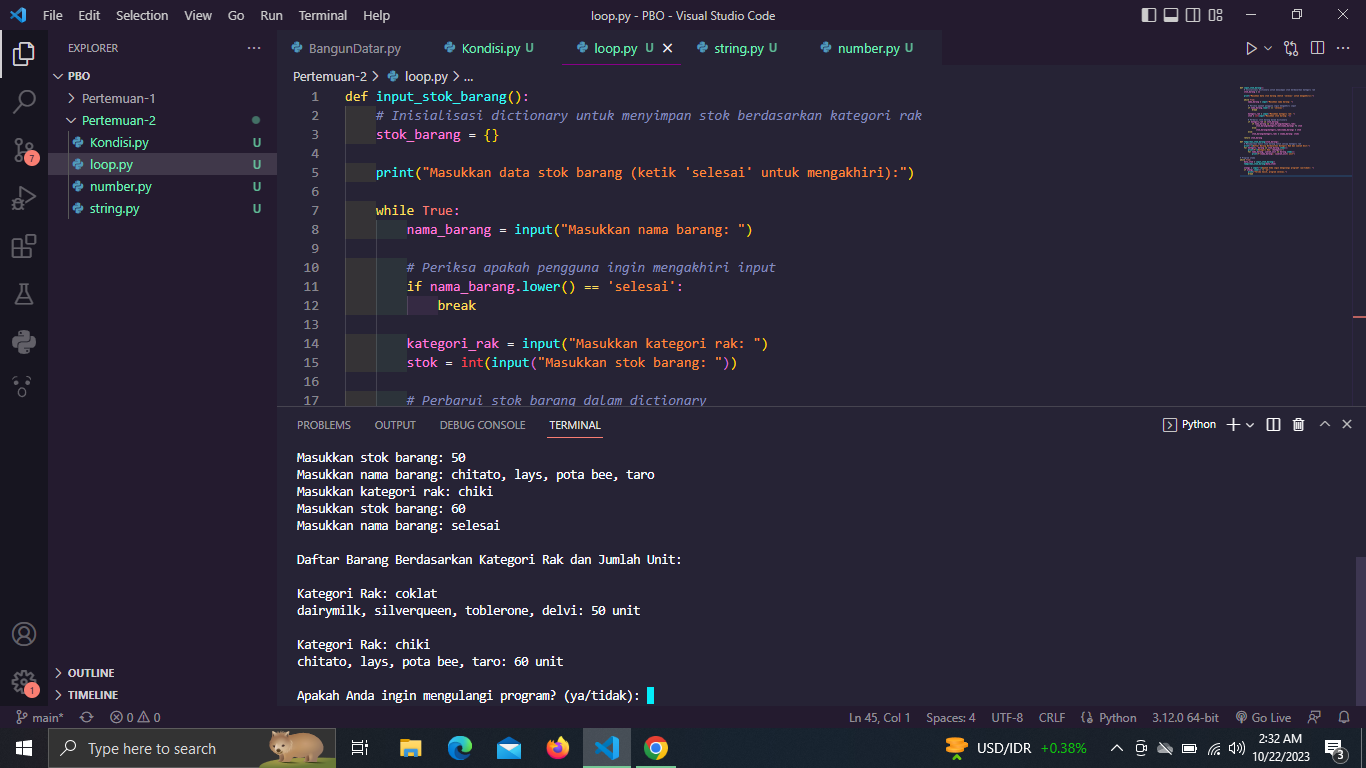 File Edit Selection View Go Run Terminal Help
loop.py - PBO - Visual Studio Code
EXPLORER
PBO
Pertemuan-1
Pertemuan-2
Kondisi.py U
loop.py U
number.py U
string.py U
OUTLINE
TIMELINE
7
1
BangunDatar.py
Kondisi.py U
loop.py U
string.py U
number.py U
Pertemuan-2 > loop.py > ...
1 def input_stok_barang():
2 # Inisialisasi dictionary untuk menyimpan stok berdasarkan kategori rak
3 stok_barang = {}
4
5 print("Masukkan data stok barang (ketik 'selesai' untuk mengakhiri):")
6
7 while True:
8 nama_barang = input("Masukkan nama barang: ")
9
10 # Periksa apakah pengguna ingin mengakhiri input
11 if nama_barang.lower() == 'selesai':
12 break
13
14 kategori_rak = input("Masukkan kategori rak: ")
15 stok = int(input("Masukkan stok barang: "))
16
17 # Perbarui stok barang dalam dictionary
PROBLEMS OUTPUT DEBUG CONSOLE TERMINAL
Python
Masukkan stok barang: 50
Masukkan nama barang: chitato, lays, pota bee, taro
Masukkan kategori rak: chiki
Masukkan stok barang: 60
Masukkan nama barang: selesai
Daftar Barang Berdasarkan Kategori Rak dan Jumlah Unit:
Kategori Rak: coklat
dairymilk, silverqueen, toblerone, delvi: 50 unit
Kategori Rak: chiki
chitato, lays, pota bee, taro: 60 unit
Apakah Anda ingin mengulangi program? (ya/tidak):
main* 0 0 Ln 45, Col 1 Spaces: 4 UTF-8 CRLF Python 3.12.0 64-bit Go Live
Type here to search
USD/IDR +0.38%
2:32 AM
10/22/2023
3